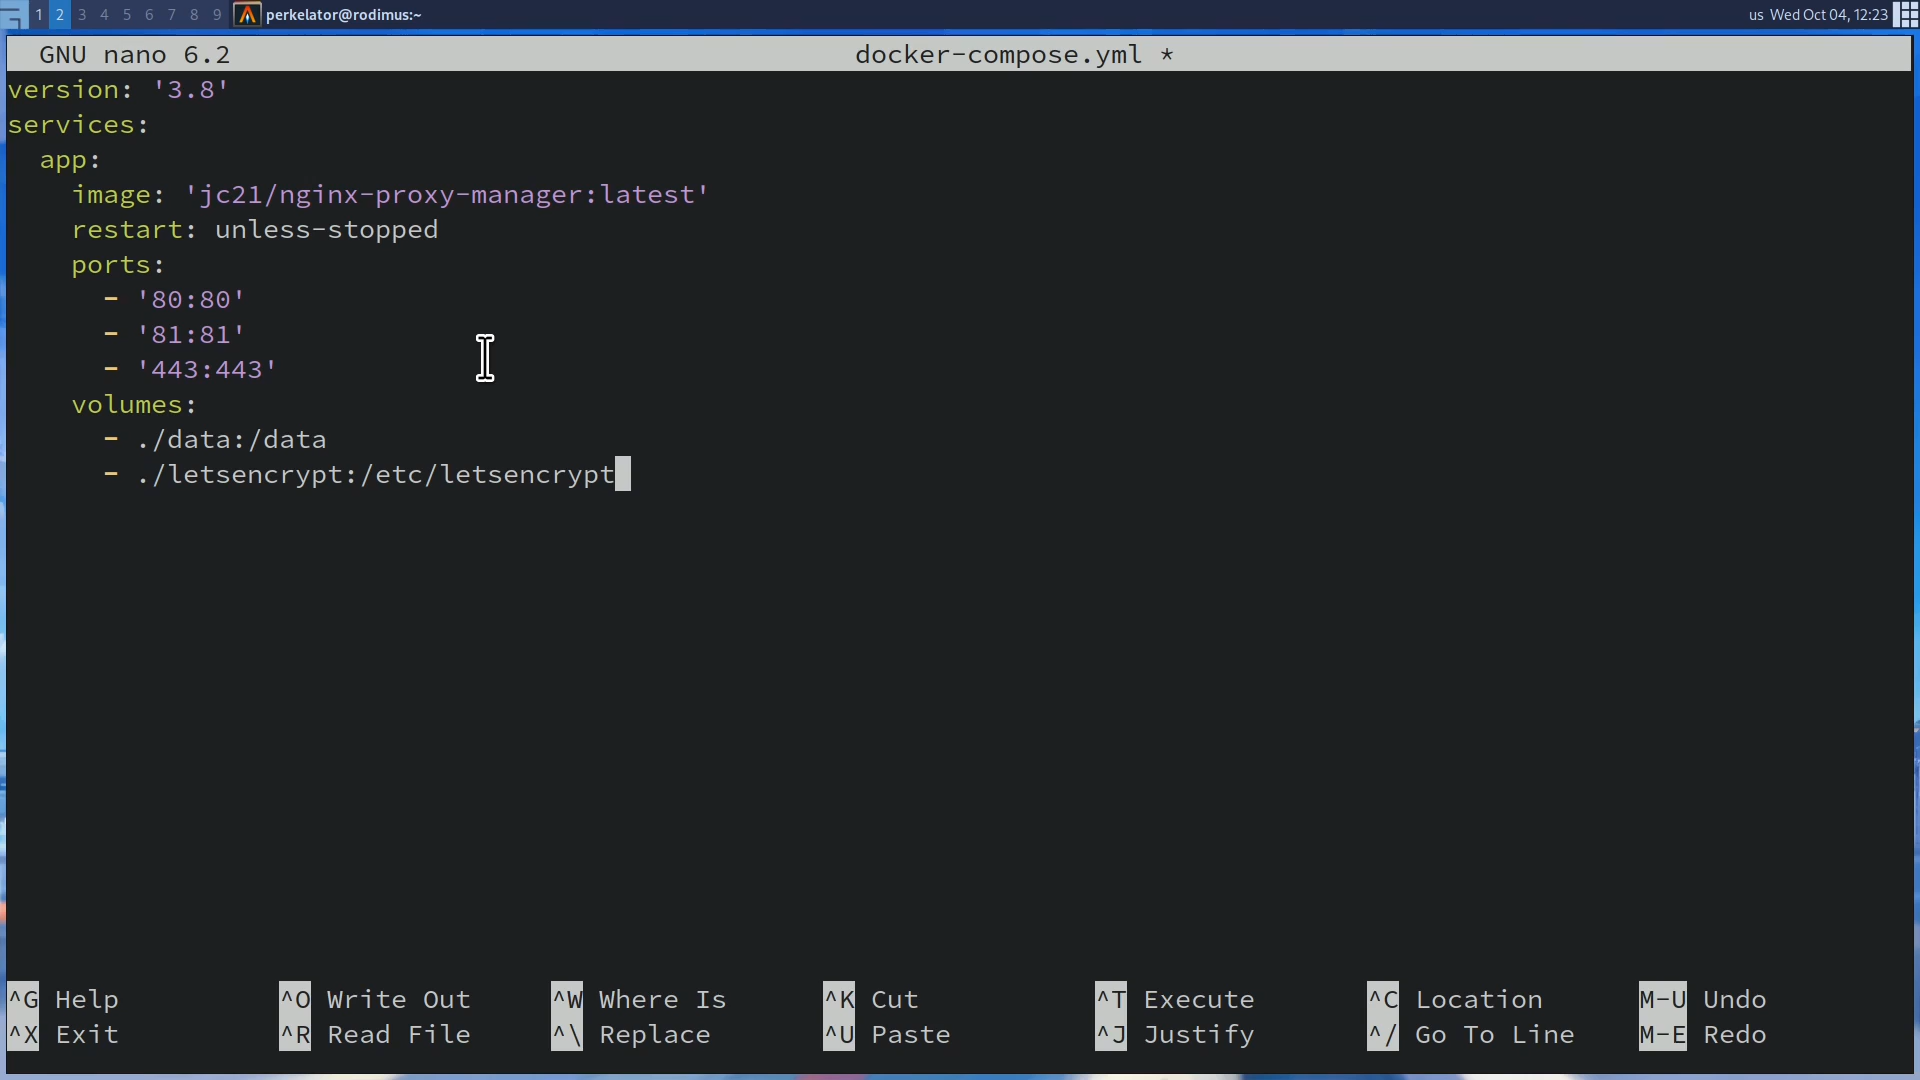 1 2 3 4 5 6 7 8 9 perkelator@rodimus:~ us Wed Oct 04, 12:23
GNU nano 6.2 docker-compose.yml *
version: '3.8'
services:
  app:
    image: 'jc21/nginx-proxy-manager:latest'
    restart: unless-stopped
    ports:
      - '80:80'
      - '81:81'
      - '443:443'
    volumes:
      - ./data:/data
      - ./letsencrypt:/etc/letsencrypt
^G Help ^O Write Out ^W Where Is ^K Cut ^T Execute ^C Location M-U Undo
^X Exit ^R Read File ^\ Replace ^U Paste ^J Justify ^/ Go To Line M-E Redo